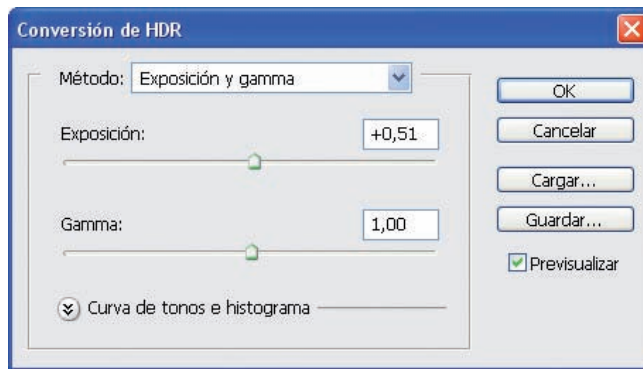 Conversión de HDR
Método: Exposición y gamma
Exposición: +0,51
Gamma: 1,00
Curva de tonos e histograma
OK
Cancelar
Cargar...
Guardar...
Previsualizar